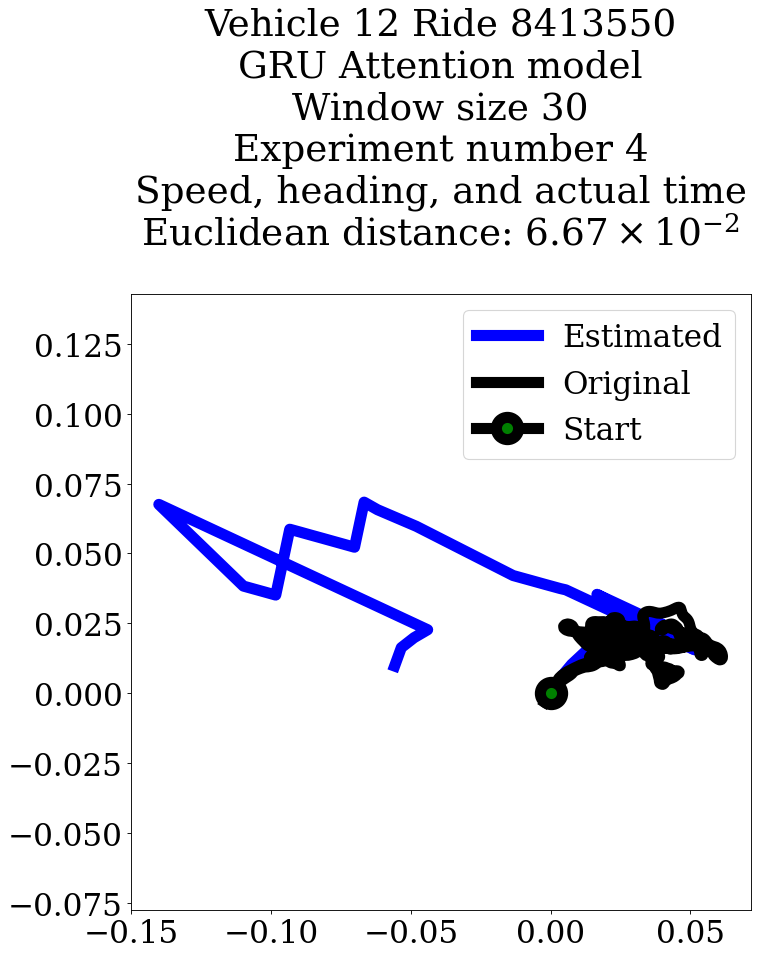 Vehicle 12 Ride 8413550
GRU Attention model
Window size 30
Experiment number 4
Speed, heading, and actual time
Euclidean distance: 6.67 × 10⁻²
Estimated
Original
Start
0.125
0.100
0.075
0.050
0.025
0.000
−0.025
−0.050
−0.075
−0.15 −0.10 −0.05 0.00 0.05